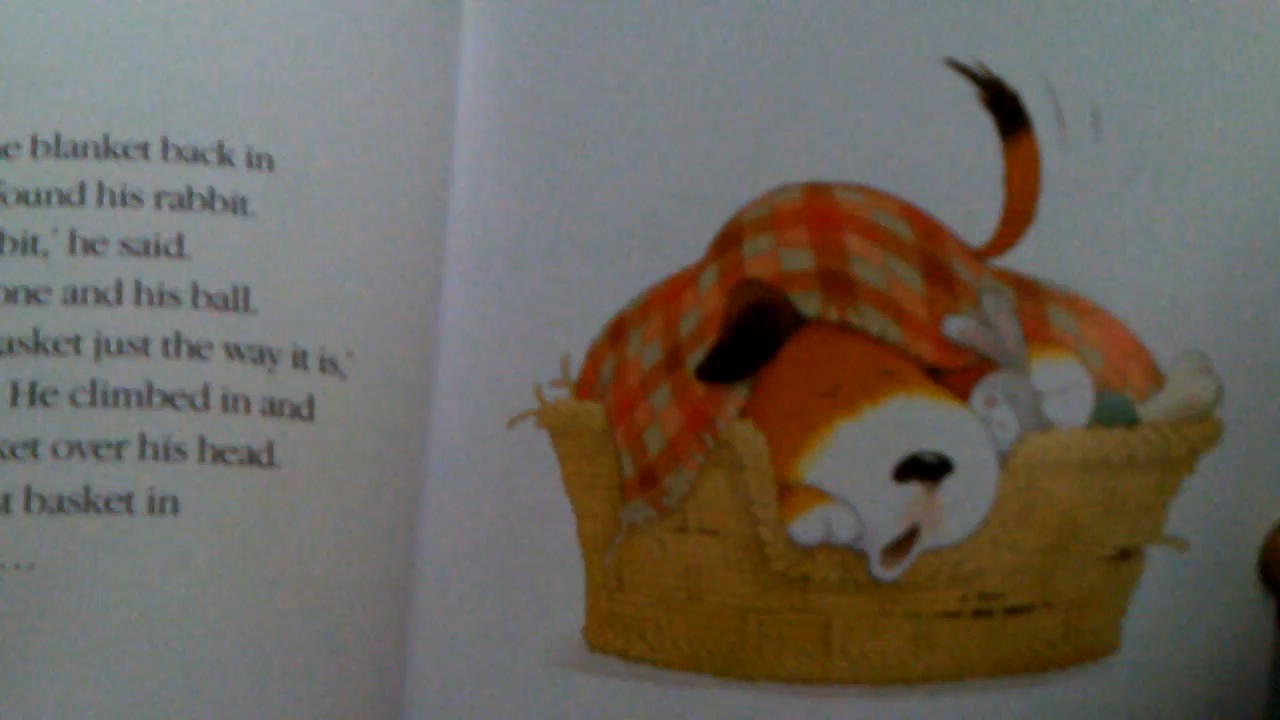 blanket back in
found his rabbit.
bit,' he said.
one and his ball.
asket just the way it is,'
He climbed in and
ket over his head.
t basket in
...